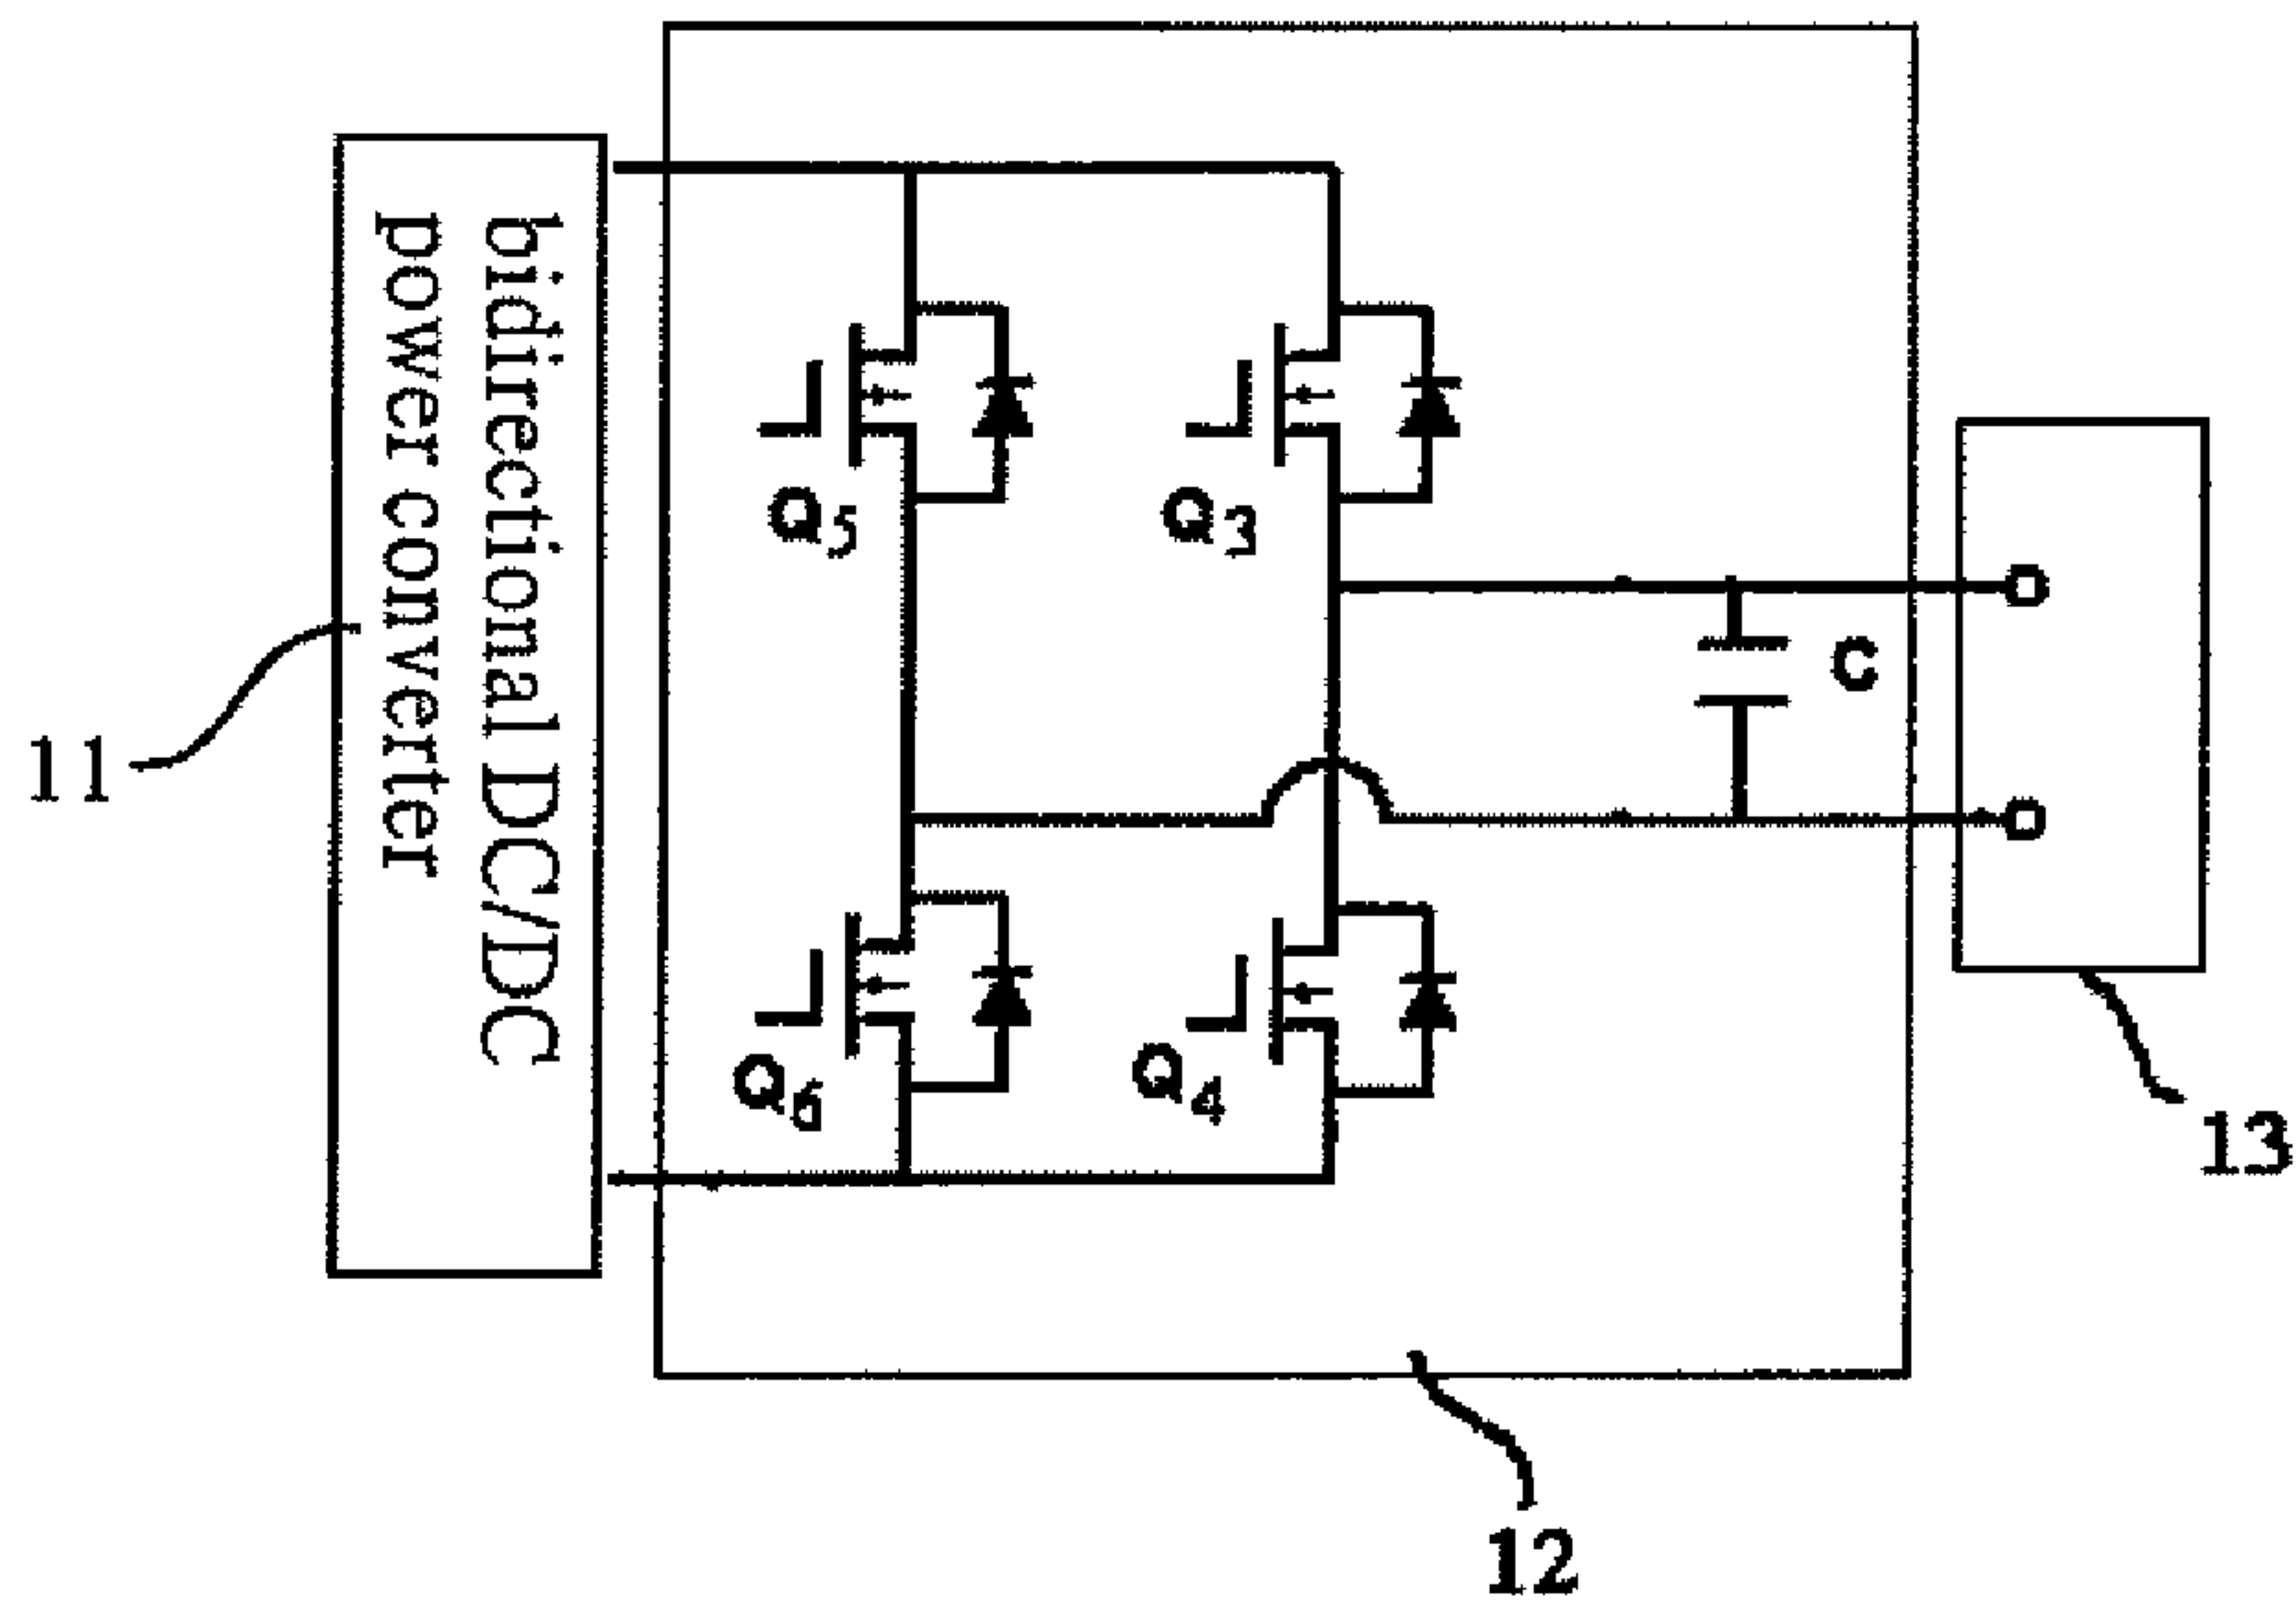 bidirectional DC/DC
power converter
11
Q5
Q3
C
Q6
Q4
13
12